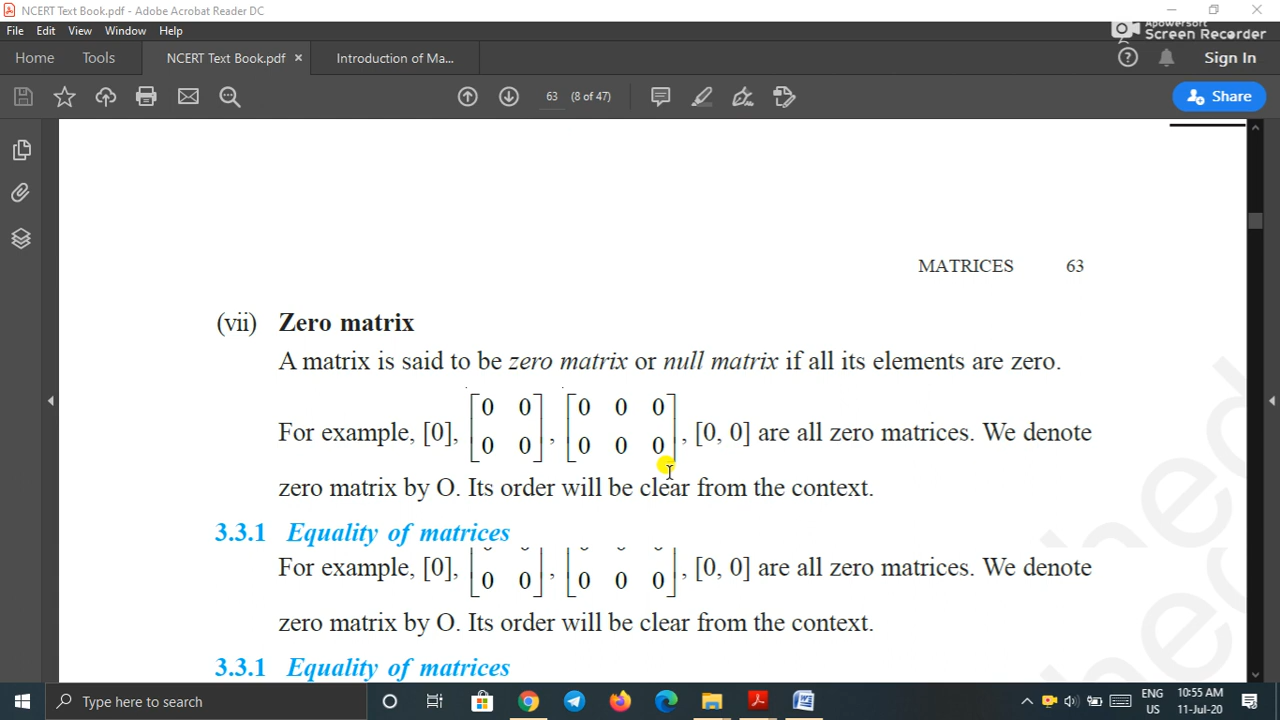 NCERT Text Book.pdf - Adobe Acrobat Reader DC
File Edit View Window Help
Apowersoft
Screen Recorder
Home Tools NCERT Text Book.pdf × Introduction of Ma...
Sign In
63 (8 of 47)
Share
MATRICES 63
(vii) Zero matrix
A matrix is said to be zero matrix or null matrix if all its elements are zero.
0 0 0 0 0
For example, [0], , , [0, 0] are all zero matrices. We denote
0 0 0 0 0
zero matrix by O. Its order will be clear from the context.
3.3.1 Equality of matrices
For example, [0], , , [0, 0] are all zero matrices. We denote
0 0 0 0 0
zero matrix by O. Its order will be clear from the context.
3.3.1 Equality of matrices
Type here to search
ENG 10:55 AM
US 11-Jul-20